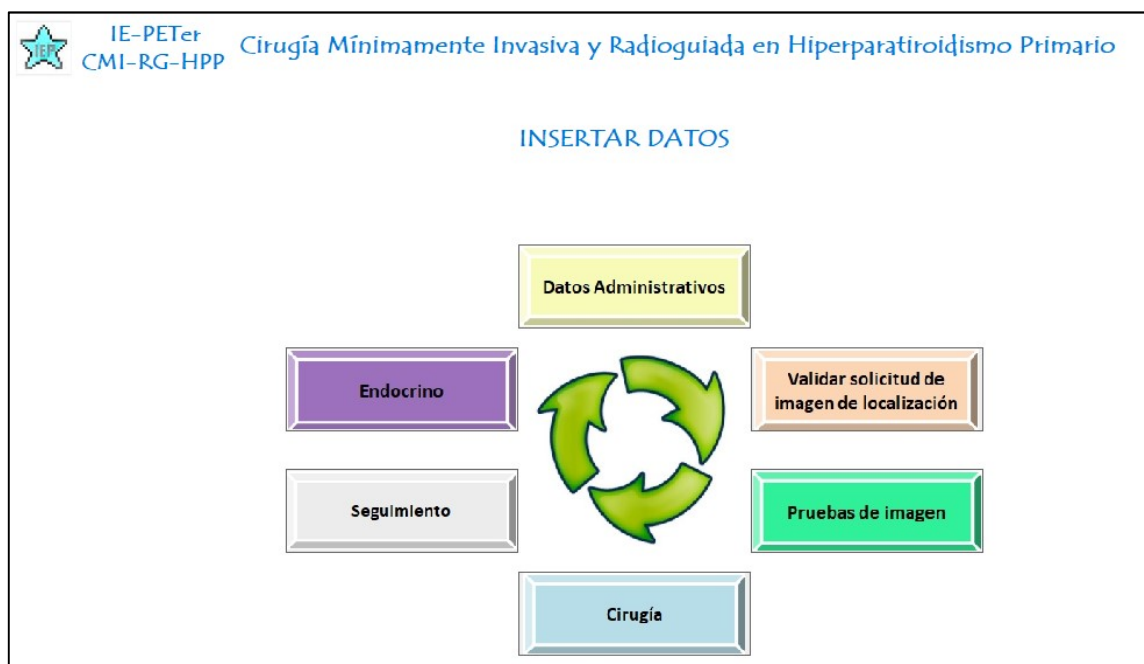 IEP
IE-PETer
CMI-RG-HPP
Cirugía Mínimamente Invasiva y Radioguiada en Hiperparatiroidismo Primario
INSERTAR DATOS
Datos Administrativos
Endocrino
Validar solicitud de
imagen de localización
Seguimiento
Pruebas de imagen
Cirugía